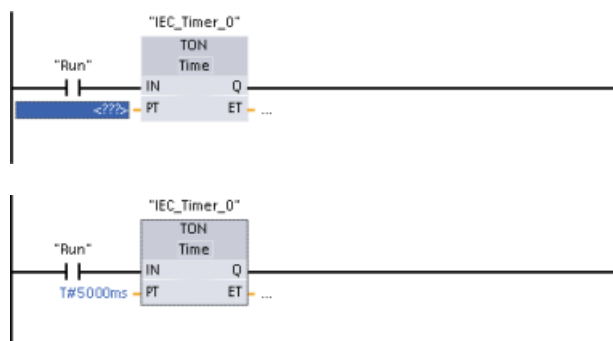 "IEC_Timer_0"
TON
"Run"
Time
IN Q
<???> PT ET ...
"IEC_Timer_0"
TON
"Run"
Time
IN Q
T#5000ms PT ET ...